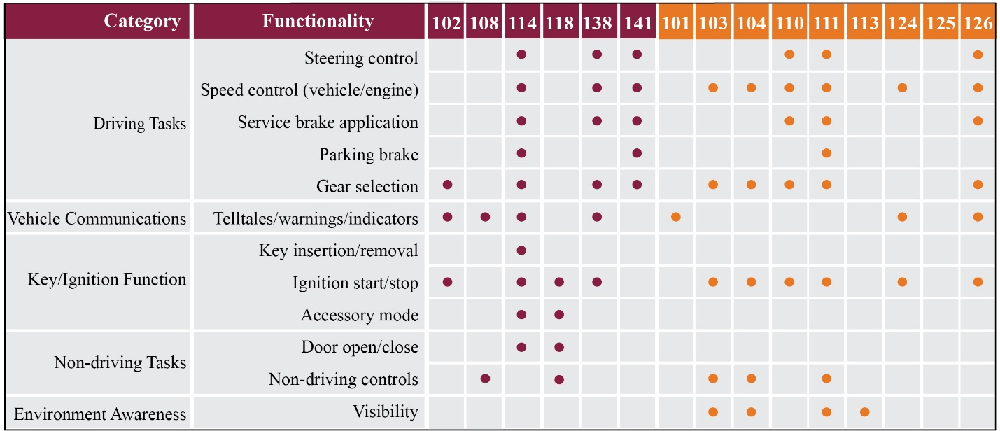 Category Functionality 102 108 114 118 138 141 101 103 104 110 111 113 124 125 126
Steering control
Speed control (vehicle/engine)
Driving Tasks Service brake application
Parking brake
Gear selection
Vehicle Communications Telltales/warnings/indicators
Key insertion/removal
Key/Ignition Function Ignition start/stop
Accessory mode
Door open/close
Non-driving Tasks
Non-driving controls
Environment Awareness Visibility